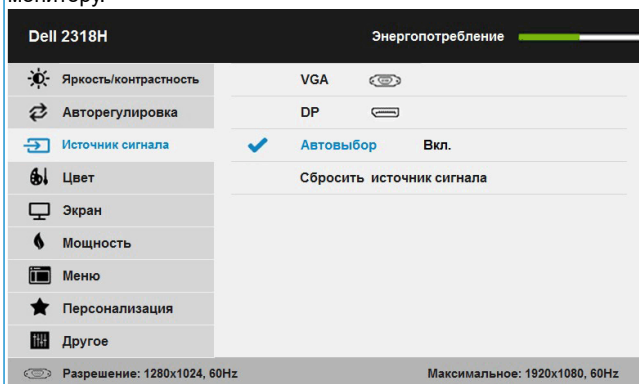 монитору.
Dell 2318H Энергопотребление
Яркость/контрастность VGA
Авторегулировка DP
Источник сигнала Автовыбор Вкл.
Цвет Сбросить источник сигнала
Экран
Мощность
Меню
Персонализация
Другое
Разрешение: 1280x1024, 60Hz Максимальное: 1920x1080, 60Hz